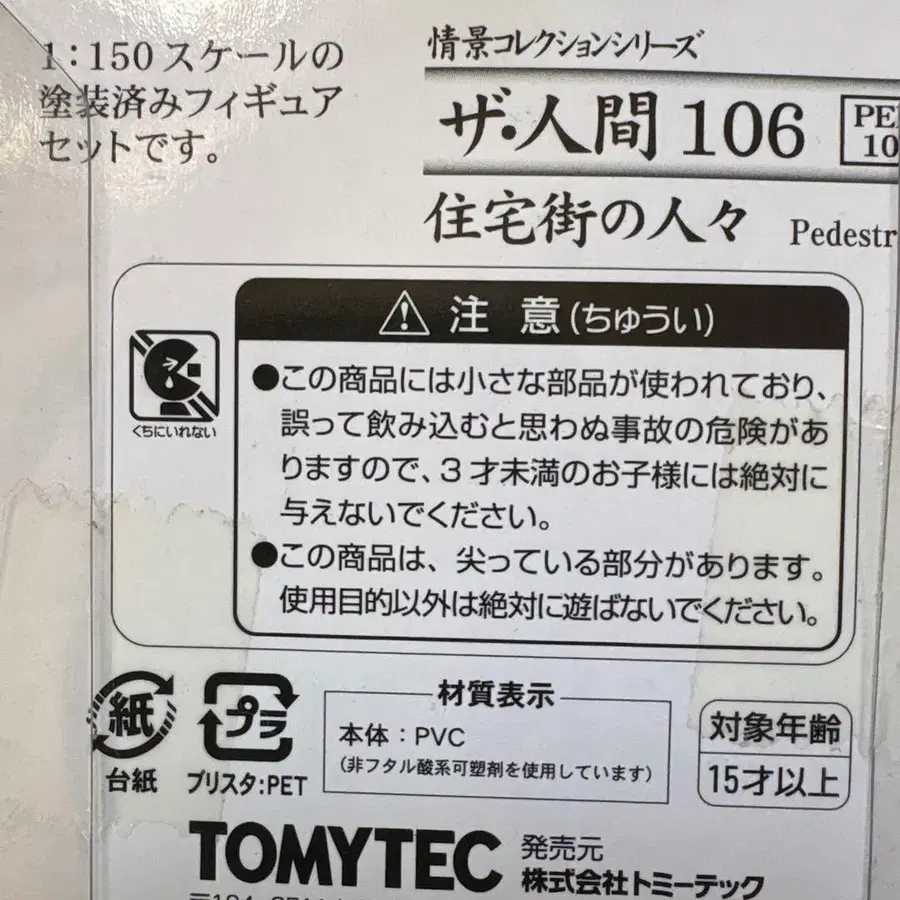 1:150スケールの
塗装済みフィギュア
セットです。
情景コレクションシリーズ
ザ・人間 106
PE
10
住宅街の人々 Pedestr
注 意(ちゅうい)
くちにいれない
●この商品には小さな部品が使われており、
誤って飲み込むと思わぬ事故の危険があ
りますので、3才未満のお子様には絶対に
与えないでください。
●この商品は、尖っている部分があります。
使用目的以外は絶対に遊ばないでください。
紙
台紙
プラ
ブリスタ:PET
材質表示
本体:PVC
(非フタル酸系可塑剤を使用しています)
対象年齢
15才以上
TOMYTEC
発売元
株式会社トミーテック